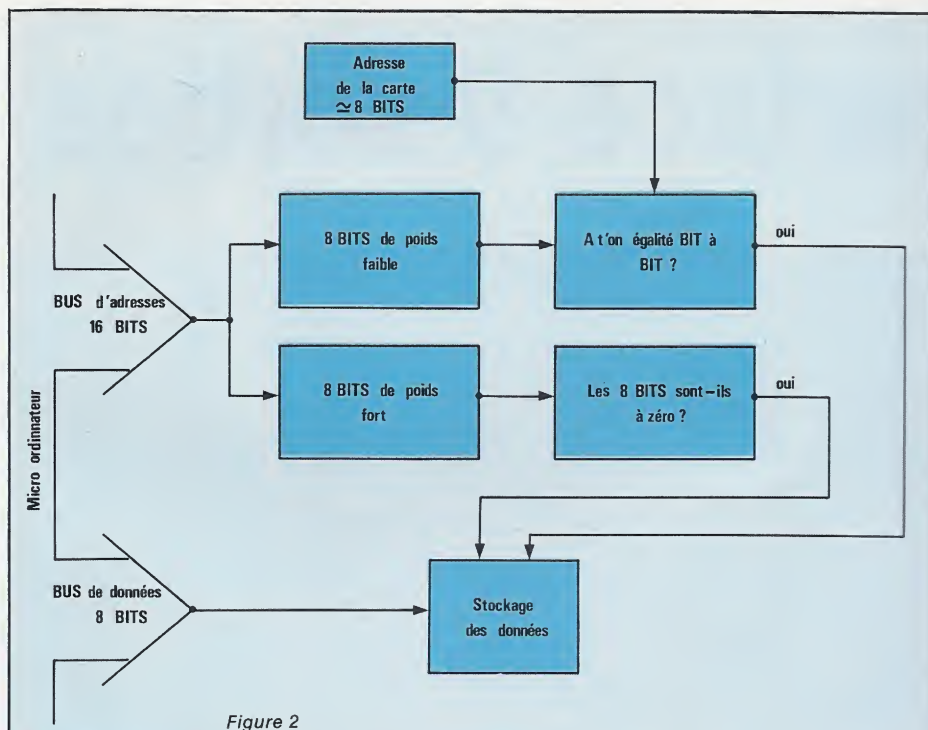 Adresse
de la carte
≃ 8 BITS
8 BITS de poids
faible
A t'on égalité BIT à
BIT ?
oui
BUS d'adresses
16 BITS
8 BITS de poids
fort
Les 8 BITS sont-ils
à zéro ?
oui
Micro ordinnateur
BUS de données
8 BITS
Stockage
des données
Figure 2